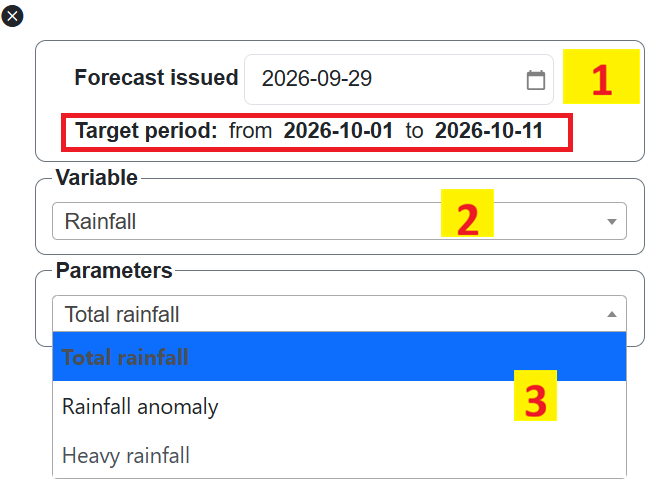 Forecast issued 2026-09-29 1
Target period: from 2026-10-01 to 2026-10-11
Variable
Rainfall 2
Parameters
Total rainfall
Total rainfall
Rainfall anomaly 3
Heavy rainfall